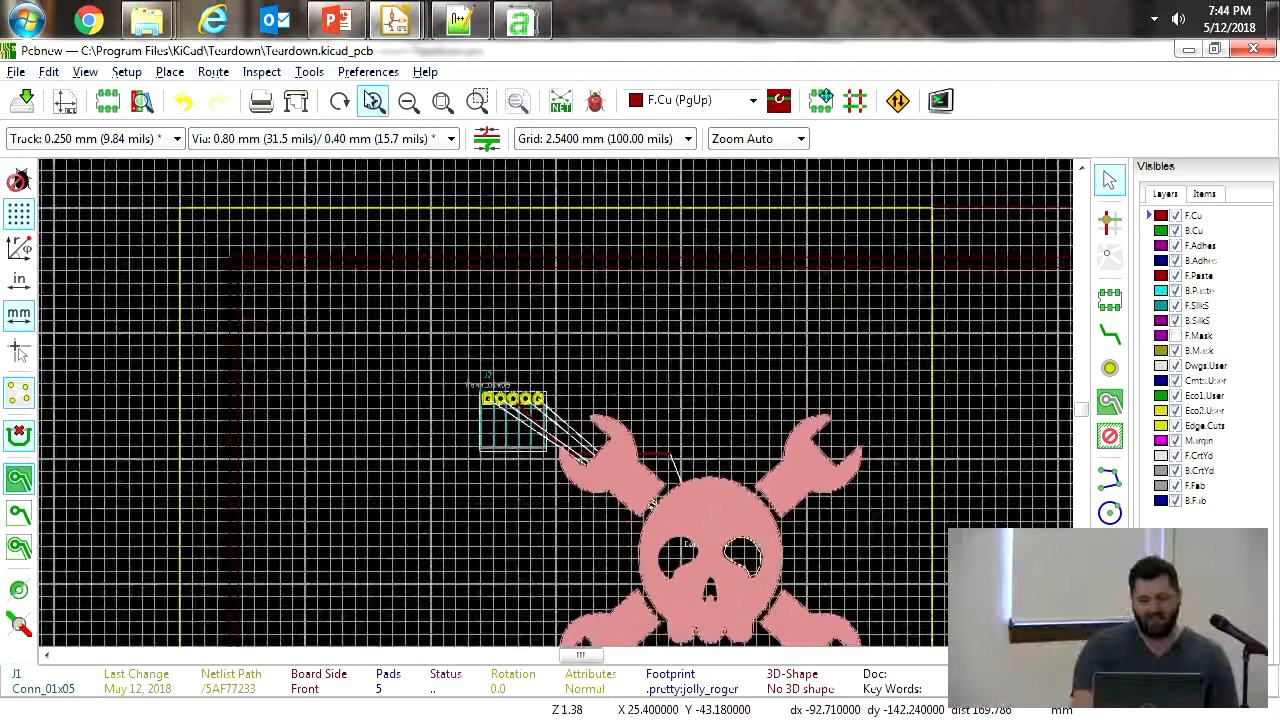 7:44 PM
5/12/2018
Pcbnew — C:\Program Files\KiCad\Teardown\Teardown.kicad_pcb
File Edit View Setup Place Route Inspect Tools Preferences Help
NET F.Cu (PgUp)
Track: 0.250 mm (9.84 mils) * Via: 0.80 mm (31.5 mils)/ 0.40 mm (15.7 mils) * Grid: 2.5400 mm (100.00 mils) Zoom Auto
Visibles
Layers Items
F.Cu
B.Cu
F.Adhes
B.Adhes
F.Paste
B.Paste
F.SilkS
B.SilkS
F.Mask
B.Mask
Dwgs.User
Cmts.User
Eco1.User
Eco2.User
Edge.Cuts
Margin
F.CrtYd
B.CrtYd
F.Fab
B.Fab
in
mm
J1 Last Change Netlist Path Board Side Pads Status Rotation Attributes Footprint 3D-Shape Doc:
Conn_01x05 May 12, 2018 /5AF77233 Front 5 .. 0.0 Normal .pretty:jolly_roger No 3D shape Key Words:
Z 1.38 X 25.400000 Y -43.180000 dx -92.710000 dy -142.240000 dist 169.786 mm